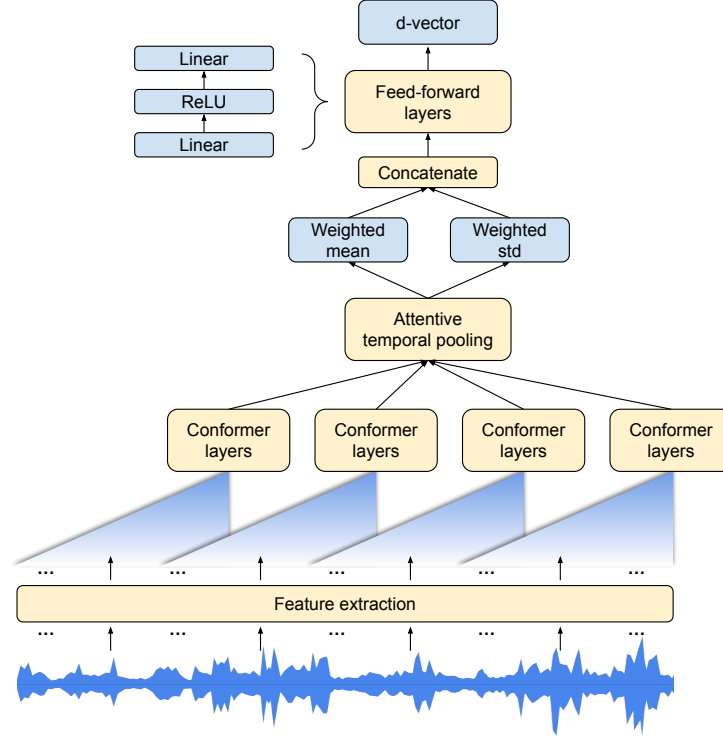 d-vector
Linear
ReLU
Linear
Feed-forward
layers
Concatenate
Weighted
mean
Weighted
std
Attentive
temporal pooling
Conformer
layers
Conformer
layers
Conformer
layers
Conformer
layers
... ... ... ... ...
Feature extraction
... ... ... ... ...